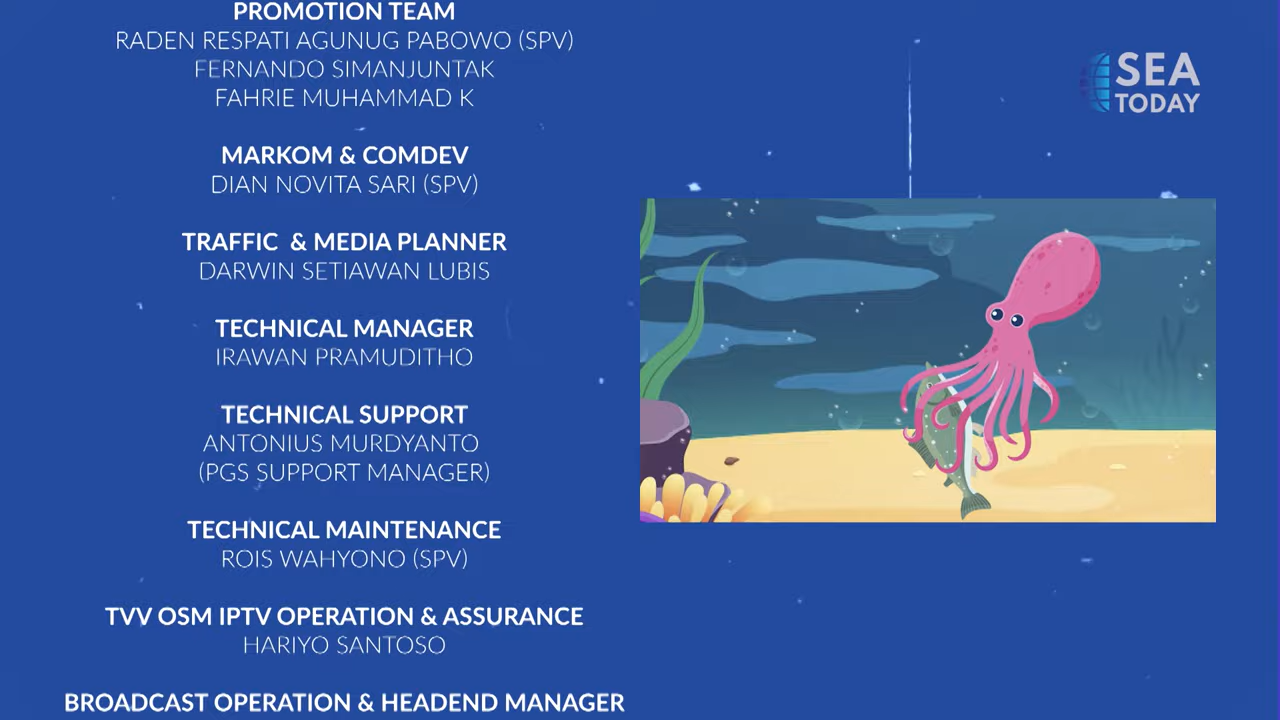 PROMOTION TEAM
RADEN RESPATI AGUNUG PABOWO (SPV)
FERNANDO SIMANJUNTAK
FAHRIE MUHAMMAD K
MARKOM & COMDEV
DIAN NOVITA SARI (SPV)
TRAFFIC & MEDIA PLANNER
DARWIN SETIAWAN LUBIS
TECHNICAL MANAGER
IRAWAN PRAMUDITHO
TECHNICAL SUPPORT
ANTONIUS MURDYANTO
(PGS SUPPORT MANAGER)
TECHNICAL MAINTENANCE
ROIS WAHYONO (SPV)
TVV OSM IPTV OPERATION & ASSURANCE
HARIYO SANTOSO
BROADCAST OPERATION & HEADEND MANAGER
SEA
TODAY